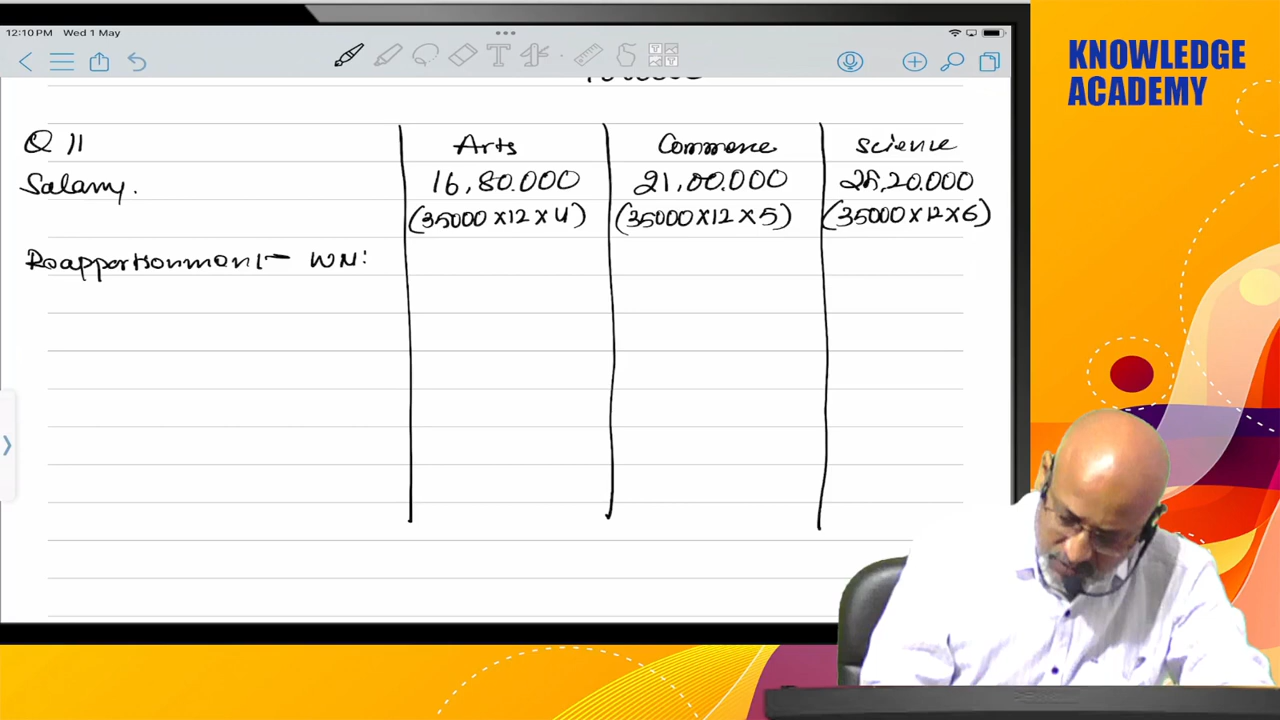 12:10 PM Wed 1 May
KNOWLEDGE
ACADEMY
Q 11 Arts Commerce Science
Salary. 16,80.000 21,00.000 25,20.000
(35000×12×4) (35000×12×5) (35000×12×6)
Reapportionment- WN: